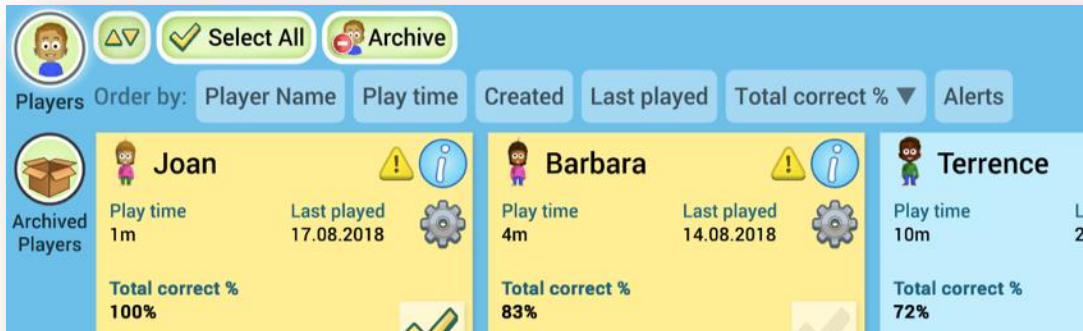 Select All
Archive
Players
Order by: Player Name Play time Created Last played Total correct % ▼ Alerts
Archived
Players
Joan
Play time Last played
1m 17.08.2018
Total correct %
100%
Barbara
Play time Last played
4m 14.08.2018
Total correct %
83%
Terrence
Play time
10m
Total correct %
72%